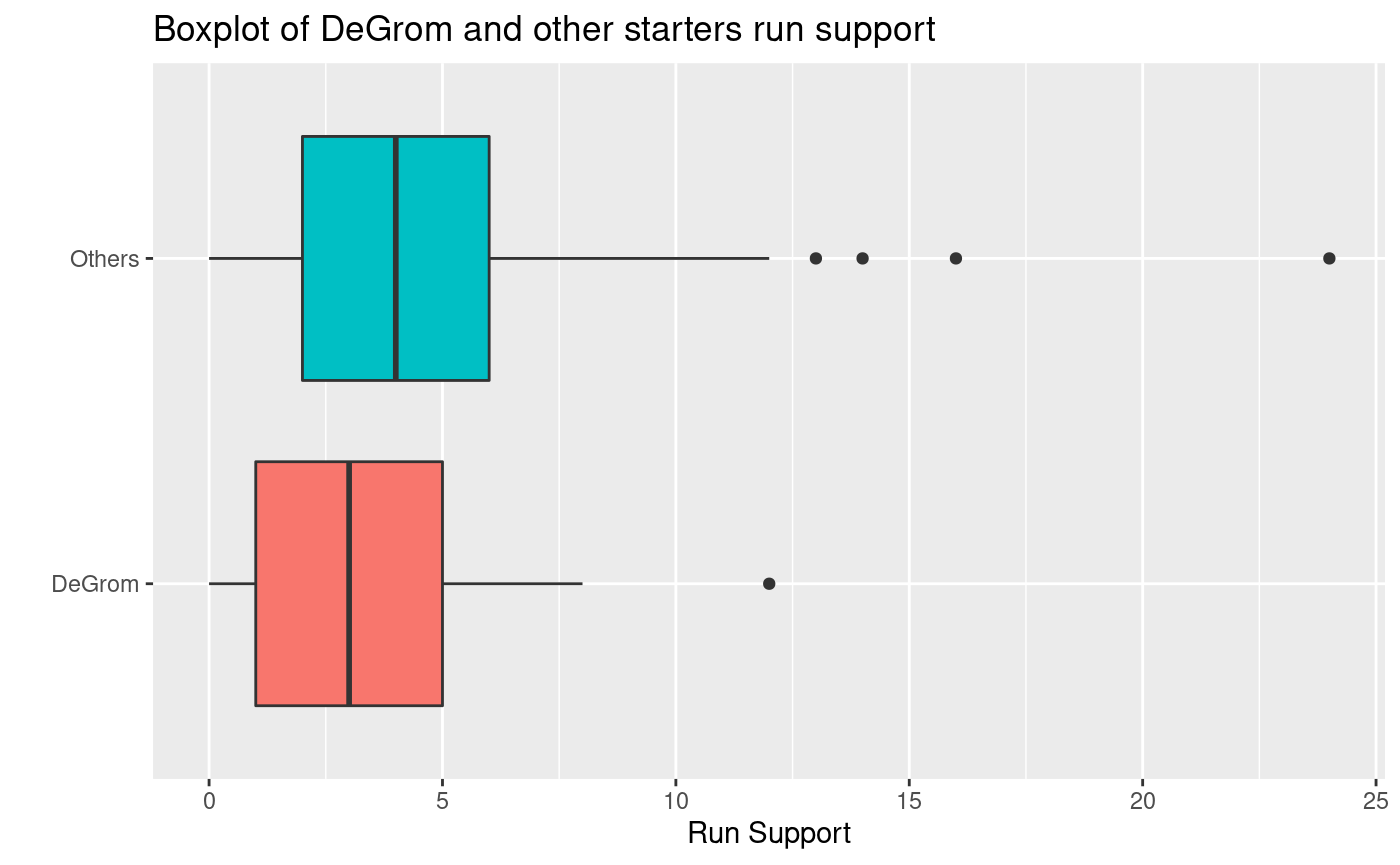 Boxplot of DeGrom and other starters run support
Others
DeGrom
0 5 10 15 20 25
Run Support